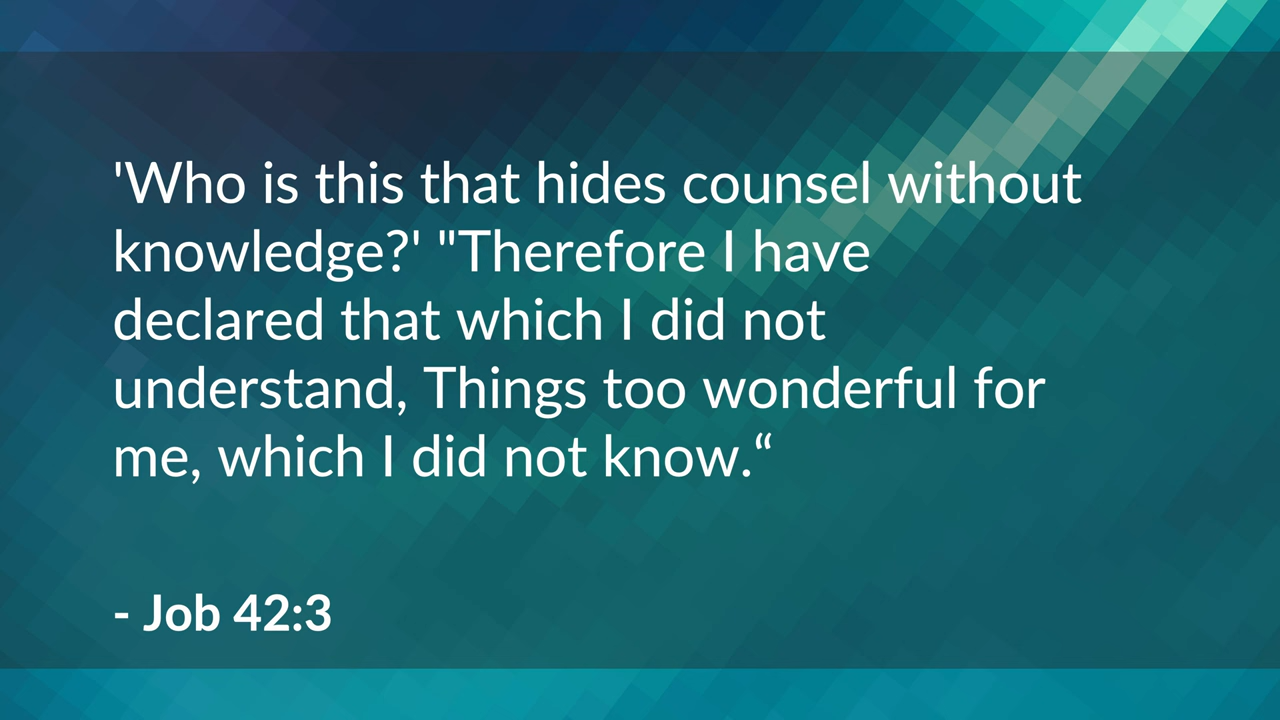 'Who is this that hides counsel without
knowledge?' "Therefore I have
declared that which I did not
understand, Things too wonderful for
me, which I did not know.“
- Job 42:3